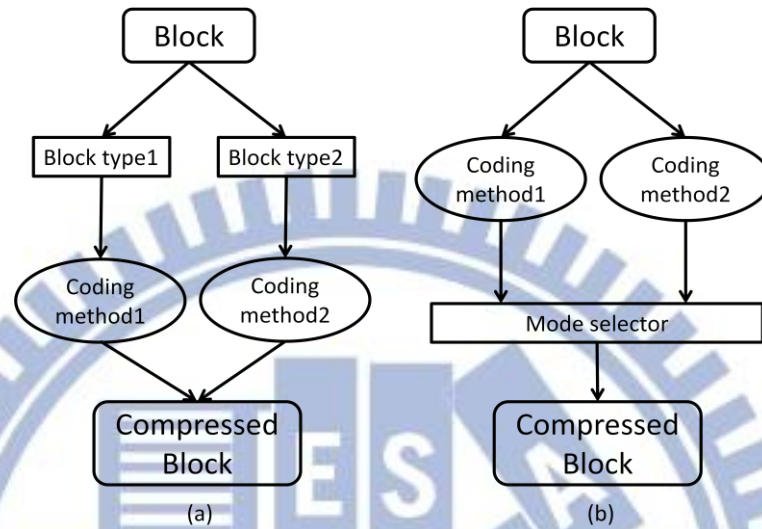 Block
Block type1
Block type2
Coding
method1
Coding
method2
Compressed
Block
(a)
Block
Coding
method1
Coding
method2
Mode selector
Compressed
Block
(b)
E S A